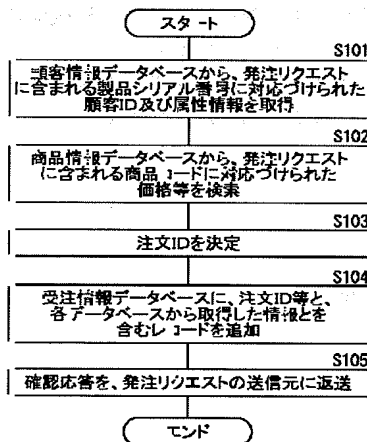 スタート
S101
顧客情報データベースから、発注リクエスト
に含まれる製品シリアル番号に対応づけられた
顧客ID及び属性情報を取得
S102
商品情報データベースから、発注リクエスト
に含まれる商品コードに対応づけられた
価格等を検索
S103
注文IDを決定
S104
受注情報データベースに、注文ID等と、
各データベースから取得した情報とを
含むレコードを追加
S105
確認応答を、発注リクエストの送信元に返送
エンド